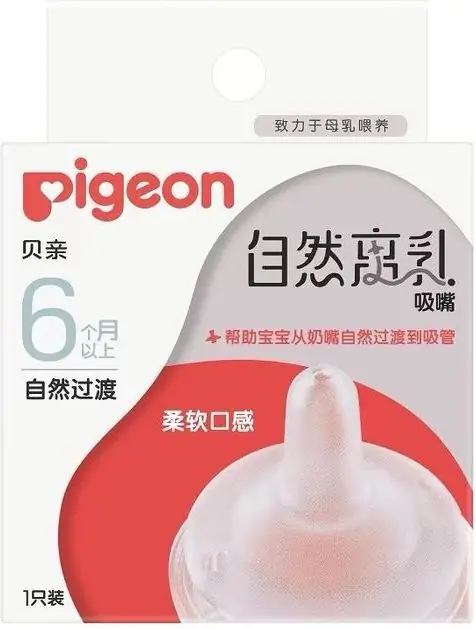 致力于母乳喂养
pigeon
贝亲
自然离乳
吸嘴
6个月
以上
帮助宝宝从奶嘴自然过渡到吸管
自然过渡
柔软口感
1只装